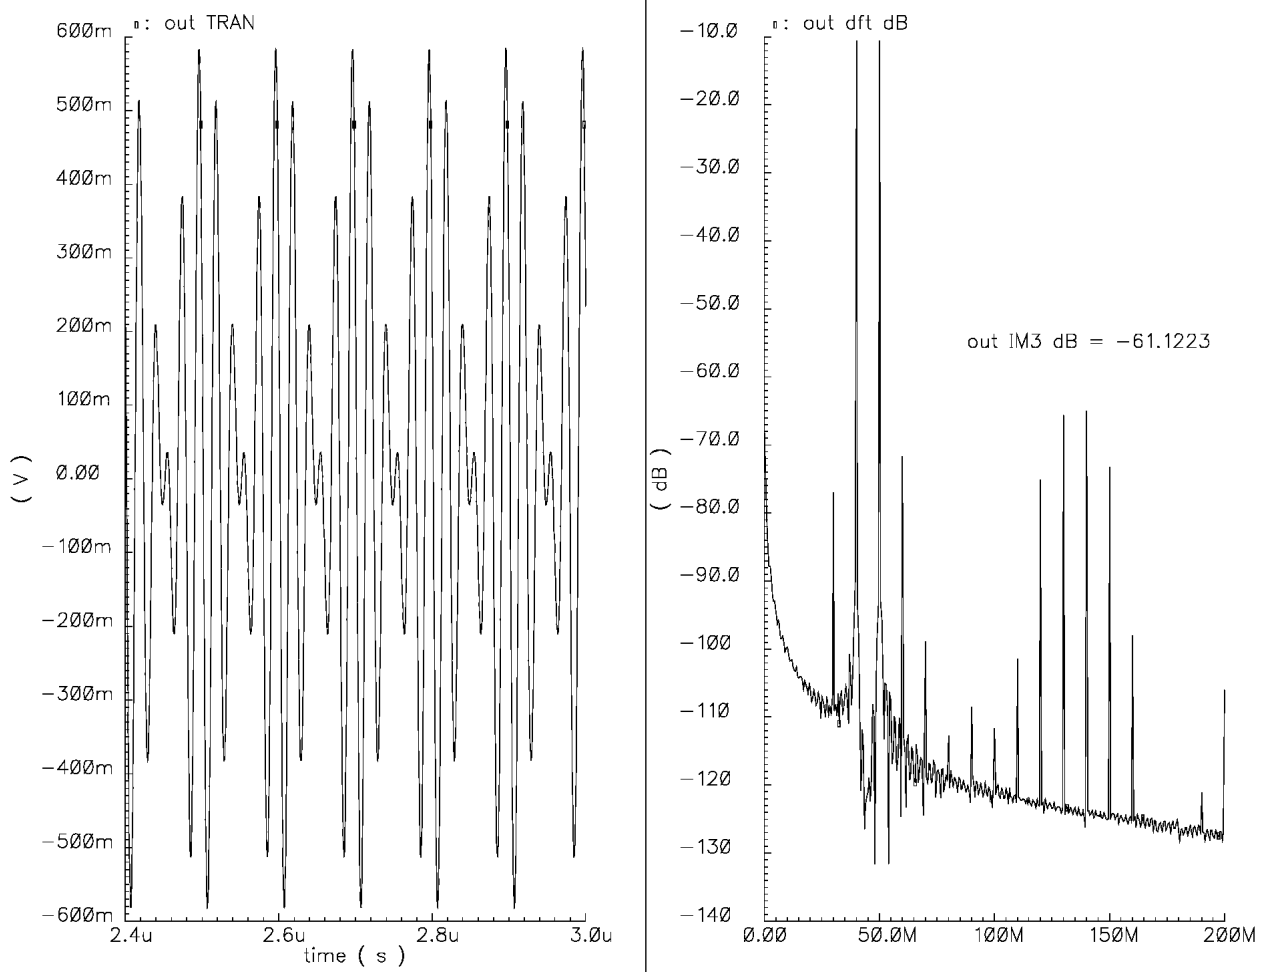 ▯: out TRAN
600m
500m
400m
300m
200m
100m
0.00
-100m
-200m
-300m
-400m
-500m
-600m
( V )
2.4u 2.6u 2.8u 3.0u
time ( s )
▯: out dft dB
-10.0
-20.0
-30.0
-40.0
-50.0
-60.0
-70.0
-80.0
-90.0
-100
-110
-120
-130
-140
( dB )
out IM3 dB = -61.1223
0.00 50.0M 100M 150M 200M